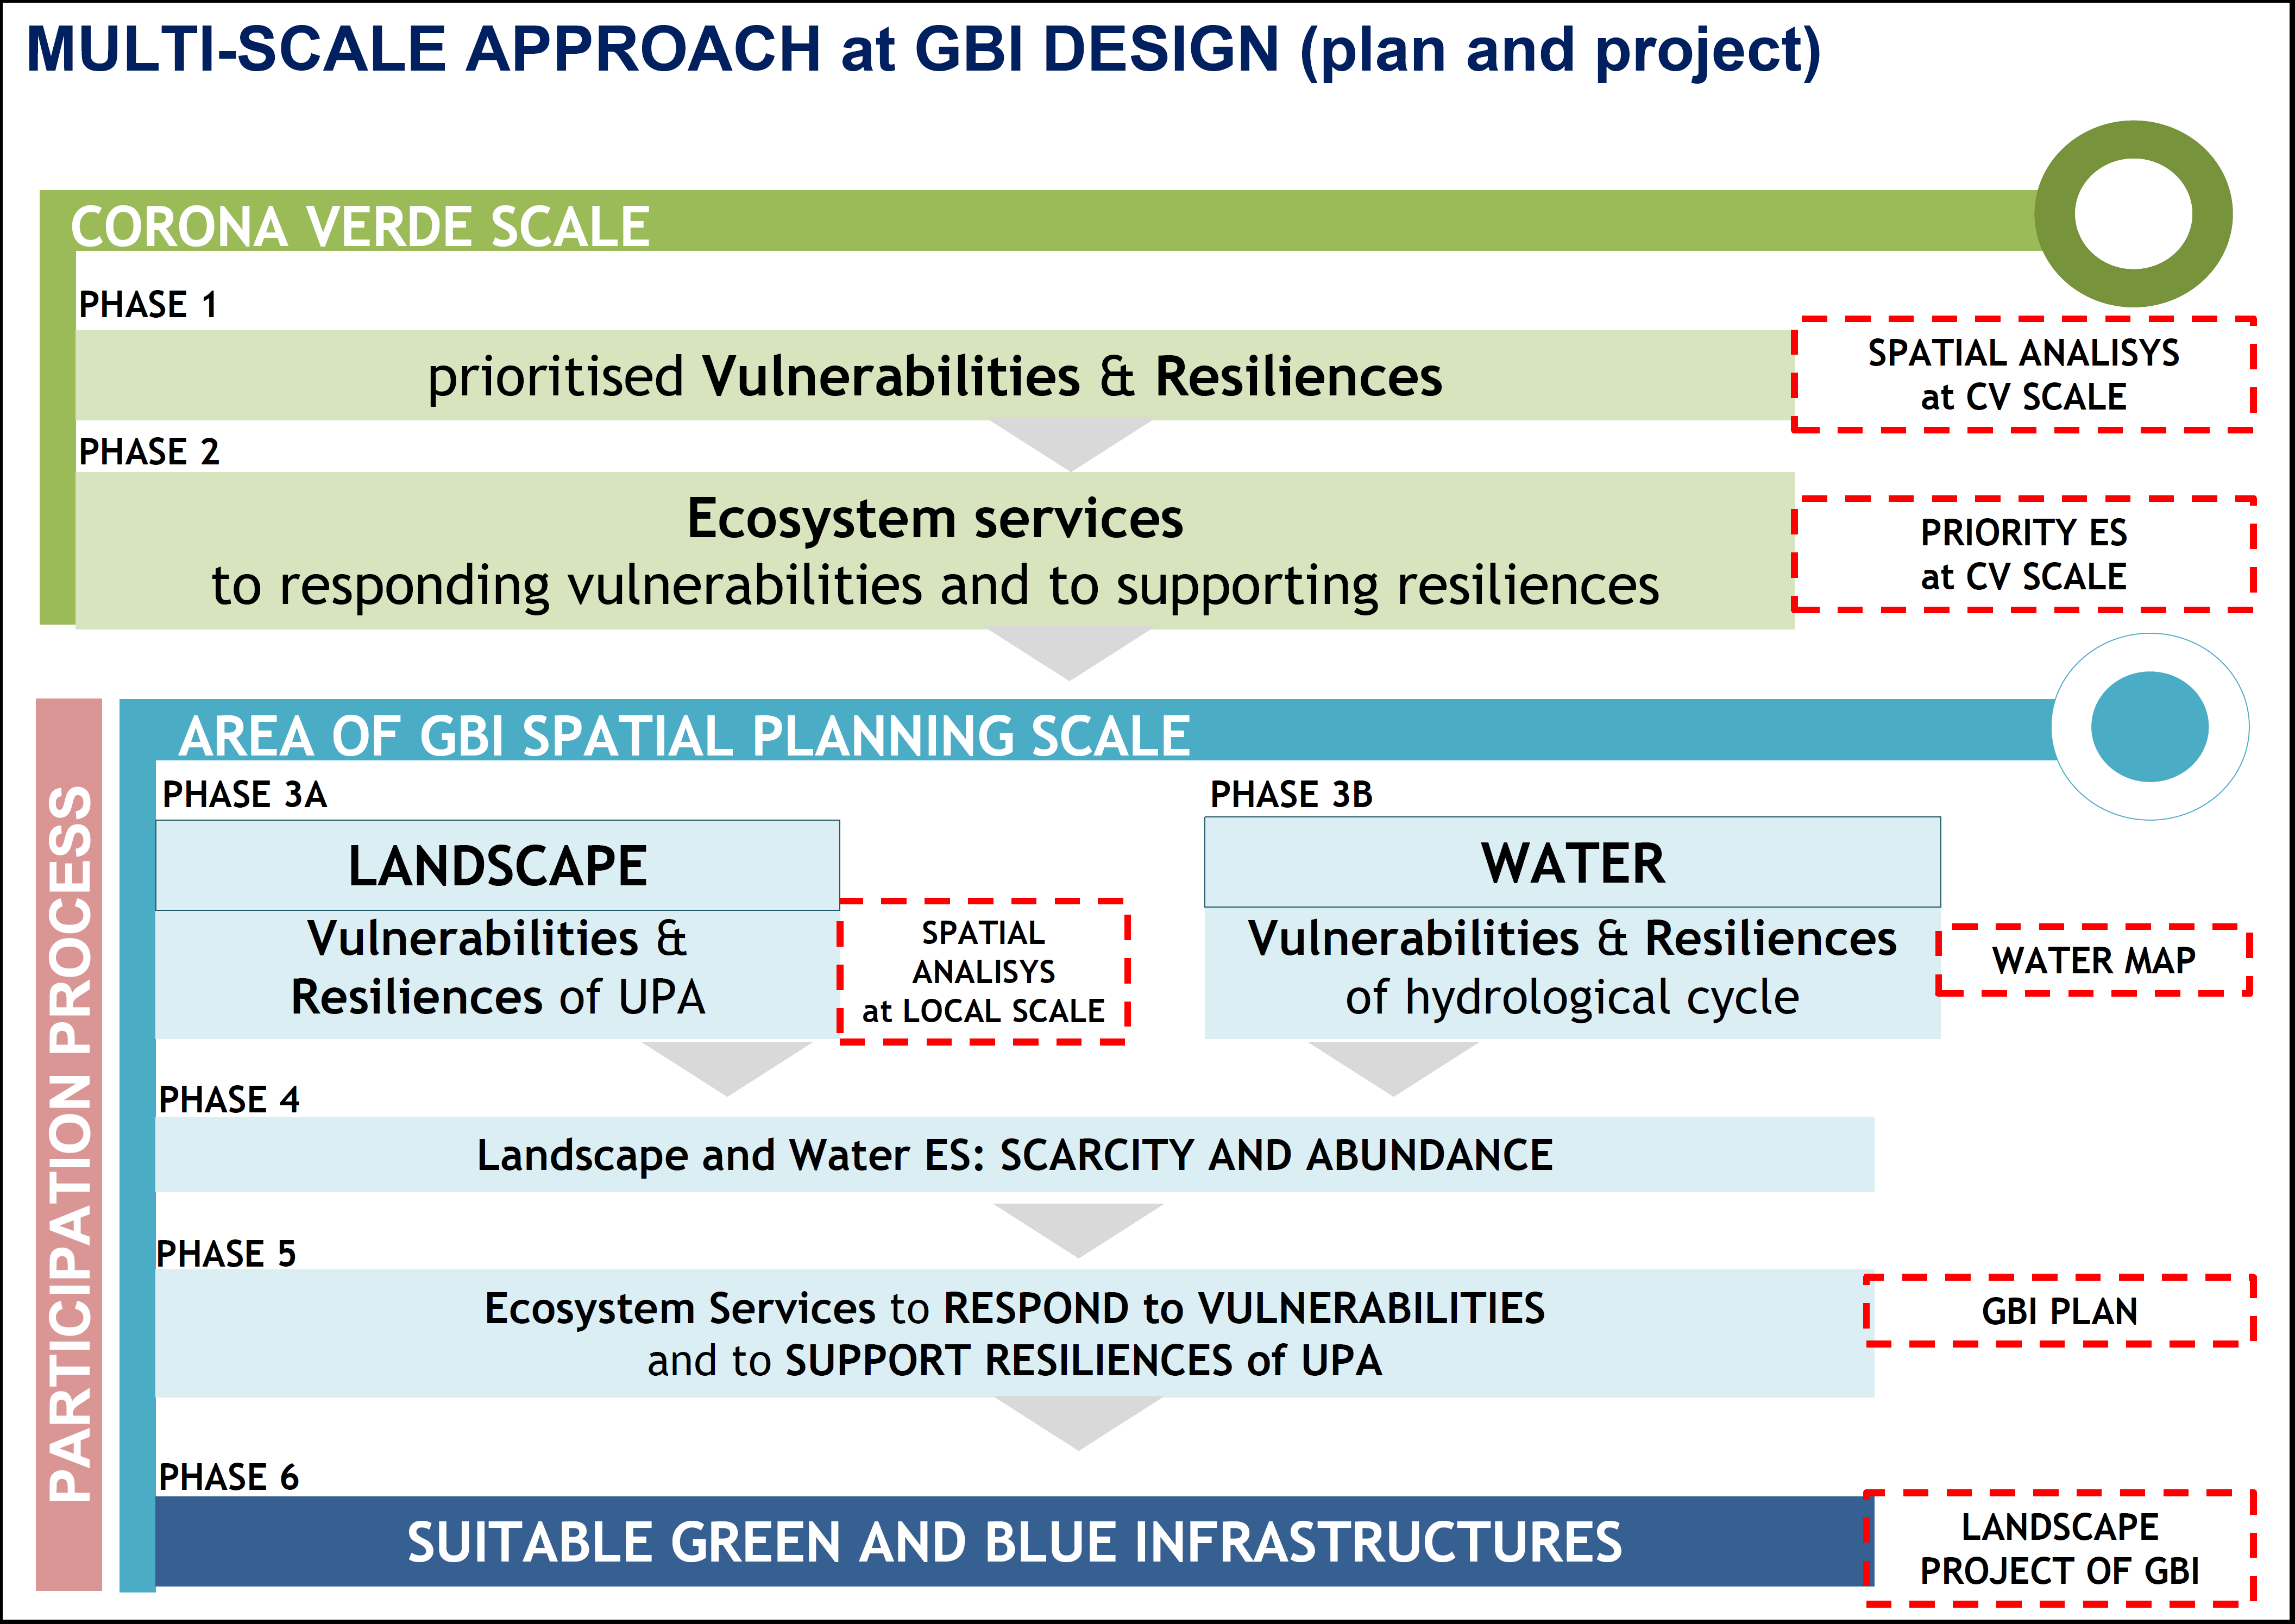 MULTI-SCALE APPROACH at GBI DESIGN (plan and project)
CORONA VERDE SCALE
PHASE 1
prioritised Vulnerabilities & Resiliences
SPATIAL ANALISYS
at CV SCALE
PHASE 2
Ecosystem services
to responding vulnerabilities and to supporting resiliences
PRIORITY ES
at CV SCALE
PARTICIPATION PROCESS
AREA OF GBI SPATIAL PLANNING SCALE
PHASE 3A
LANDSCAPE
Vulnerabilities &
Resiliences of UPA
SPATIAL
ANALISYS
at LOCAL SCALE
PHASE 3B
WATER
Vulnerabilities & Resiliences
of hydrological cycle
WATER MAP
PHASE 4
Landscape and Water ES: SCARCITY AND ABUNDANCE
PHASE 5
Ecosystem Services to RESPOND to VULNERABILITIES
and to SUPPORT RESILIENCES of UPA
GBI PLAN
PHASE 6
SUITABLE GREEN AND BLUE INFRASTRUCTURES
LANDSCAPE
PROJECT OF GBI